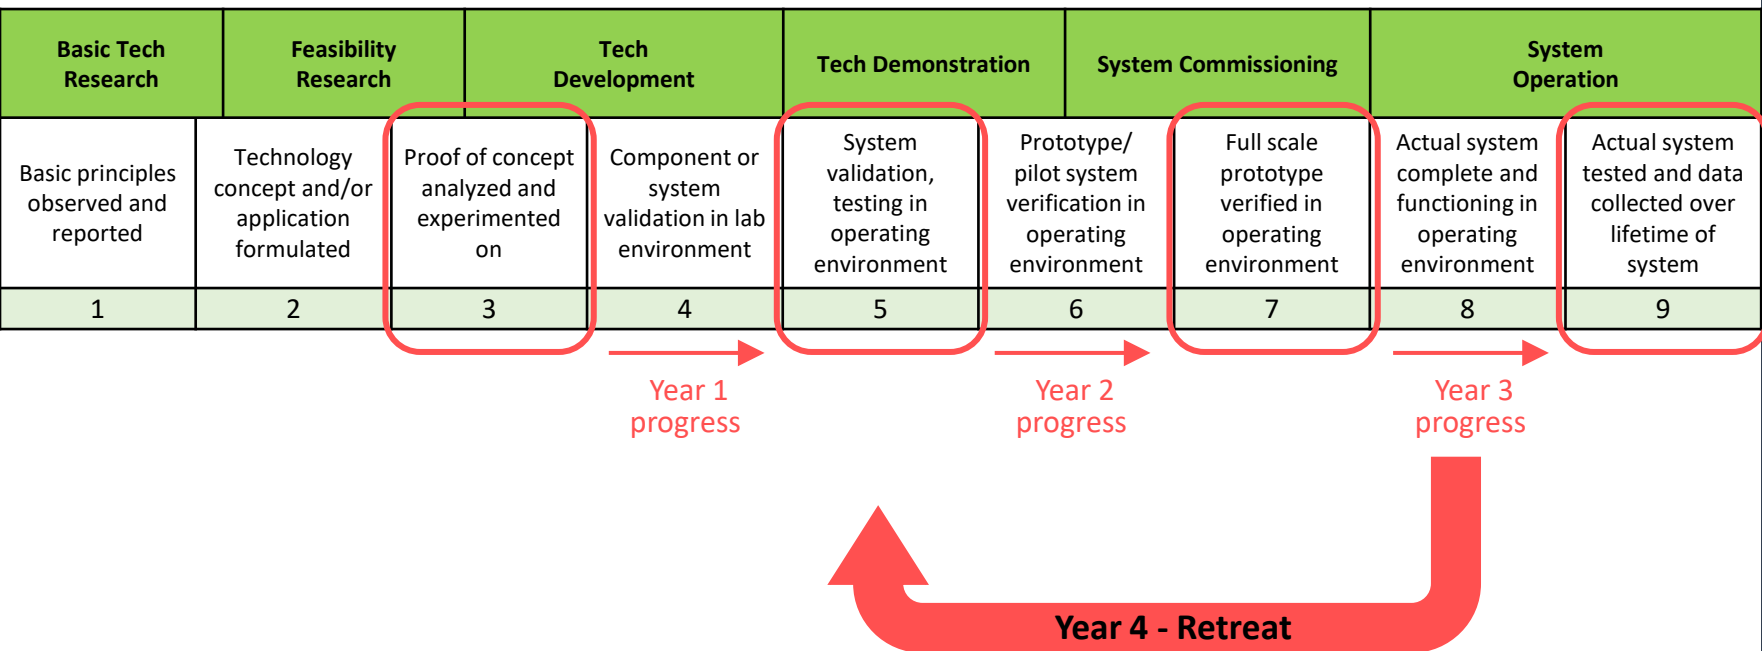 Basic Tech
Research
Feasibility
Research
Tech
Development
Tech Demonstration
System Commissioning
System
Operation
Basic principles
observed and
reported
Technology
concept and/or
application
formulated
Proof of concept
analyzed and
experimented
on
Component or
system
validation in lab
environment
System
validation,
testing in
operating
environment
Prototype/
pilot system
verification in
operating
environment
Full scale
prototype
verified in
operating
environment
Actual system
complete and
functioning in
operating
environment
Actual system
tested and data
collected over
lifetime of
system
1
2
3
4
5
6
7
8
9
Year 1
progress
Year 2
progress
Year 3
progress
Year 4 - Retreat